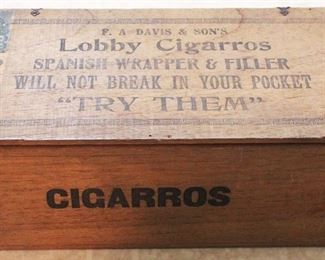 F. A. DAVIS & SON'S
Lobby Cigarros
SPANISH WRAPPER & FILLER
WILL NOT BREAK IN YOUR POCKET
"TRY THEM"
CIGARROS